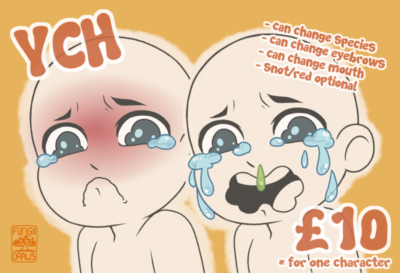 YCH
- can change species
- can change eyebrows
- can change mouth
- Snot/red optional
FUNGII
DRAWS
£10
= for one character